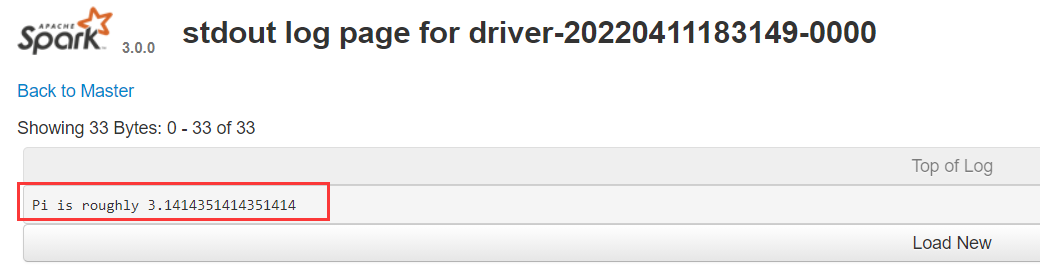 APACHE
Spark 3.0.0 stdout log page for driver-20220411183149-0000
Back to Master
Showing 33 Bytes: 0 - 33 of 33
Top of Log
Pi is roughly 3.1414351414351414
Load New